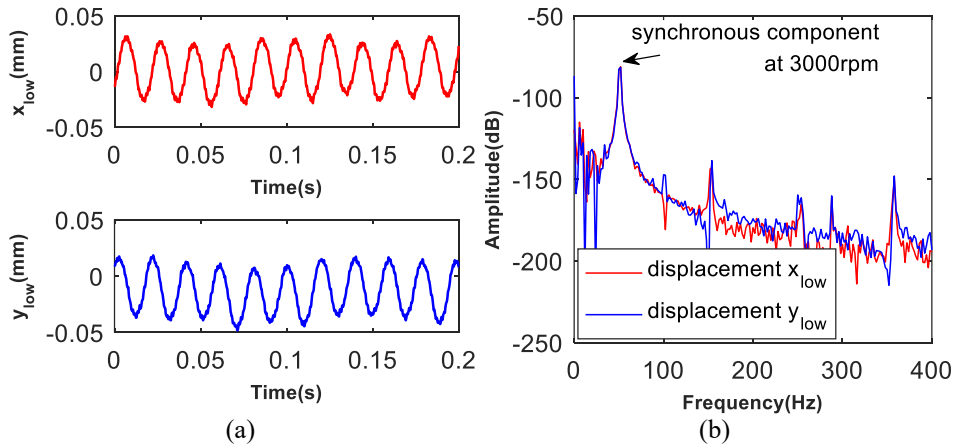 0.05
0
-0.05
x_low(mm)
0 0.05 0.1 0.15 0.2
Time(s)
0.05
0
-0.05
y_low(mm)
0 0.05 0.1 0.15 0.2
Time(s)
(a)
-50
-100
-150
-200
-250
Amplitude(dB)
synchronous component
at 3000rpm
displacement x_low
displacement y_low
0 100 200 300 400
Frequency(Hz)
(b)